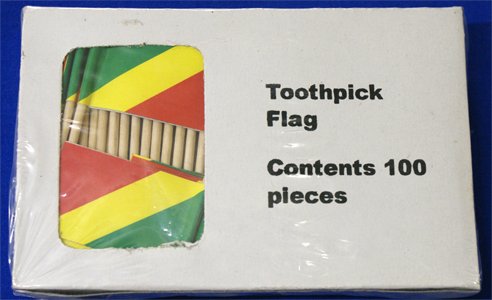 Toothpick
Flag
Contents 100
pieces